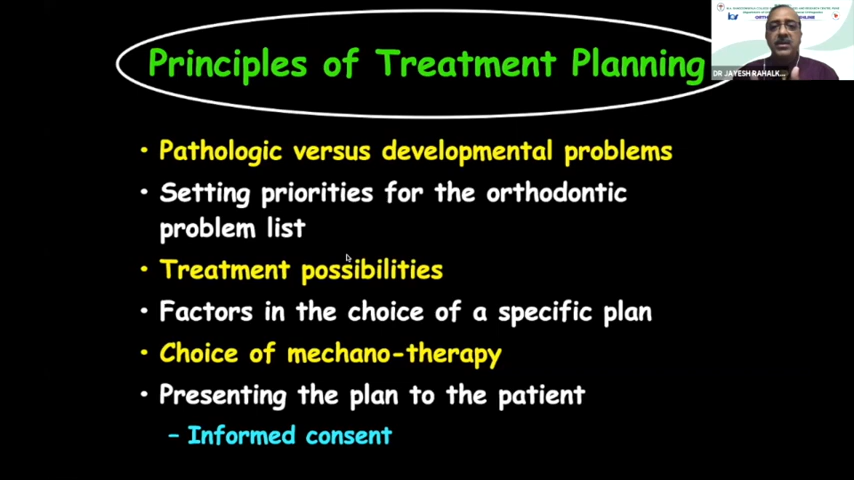 Principles of Treatment Planning
DR JAYESH RAHALK...
• Pathologic versus developmental problems
• Setting priorities for the orthodontic
problem list
• Treatment possibilities
• Factors in the choice of a specific plan
• Choice of mechano-therapy
• Presenting the plan to the patient
– Informed consent